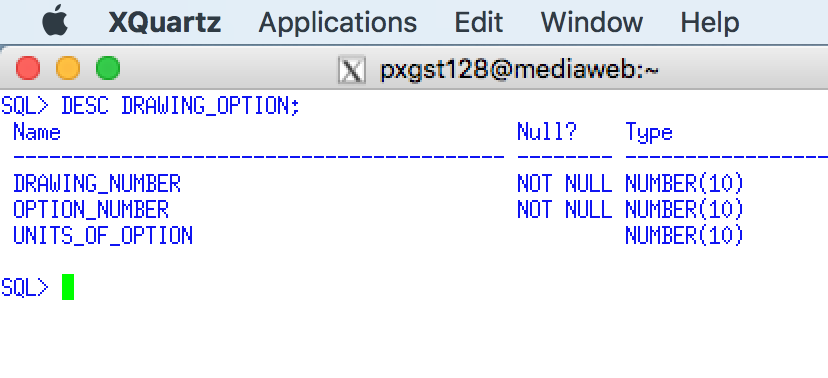 XQuartz Applications Edit Window Help
X pxgst128@mediaweb:~
SQL> DESC DRAWING_OPTION;
Name Null? Type
----------------------------------------- -------- -----------------
DRAWING_NUMBER NOT NULL NUMBER(10)
OPTION_NUMBER NOT NULL NUMBER(10)
UNITS_OF_OPTION NUMBER(10)
SQL>